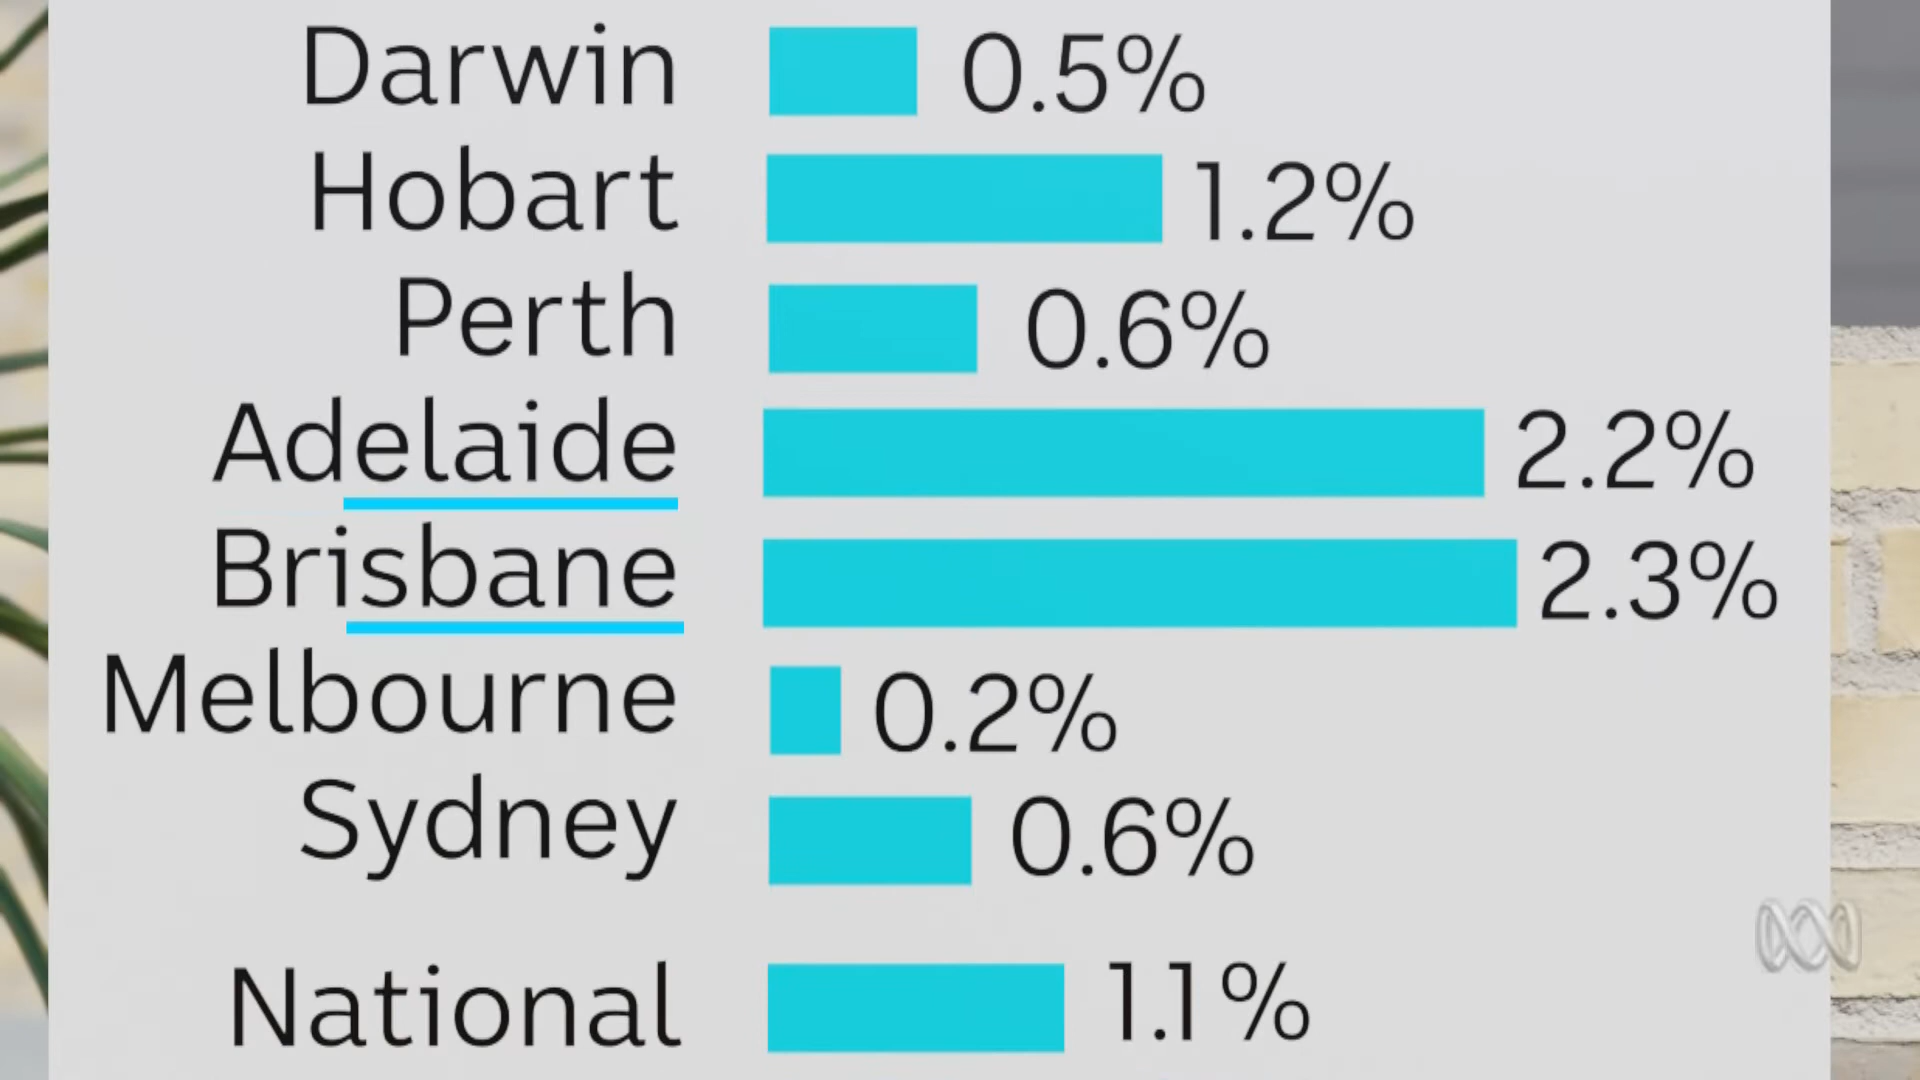 Darwin 0.5%
Hobart 1.2%
Perth 0.6%
Adelaide 2.2%
Brisbane 2.3%
Melbourne 0.2%
Sydney 0.6%
National 1.1%